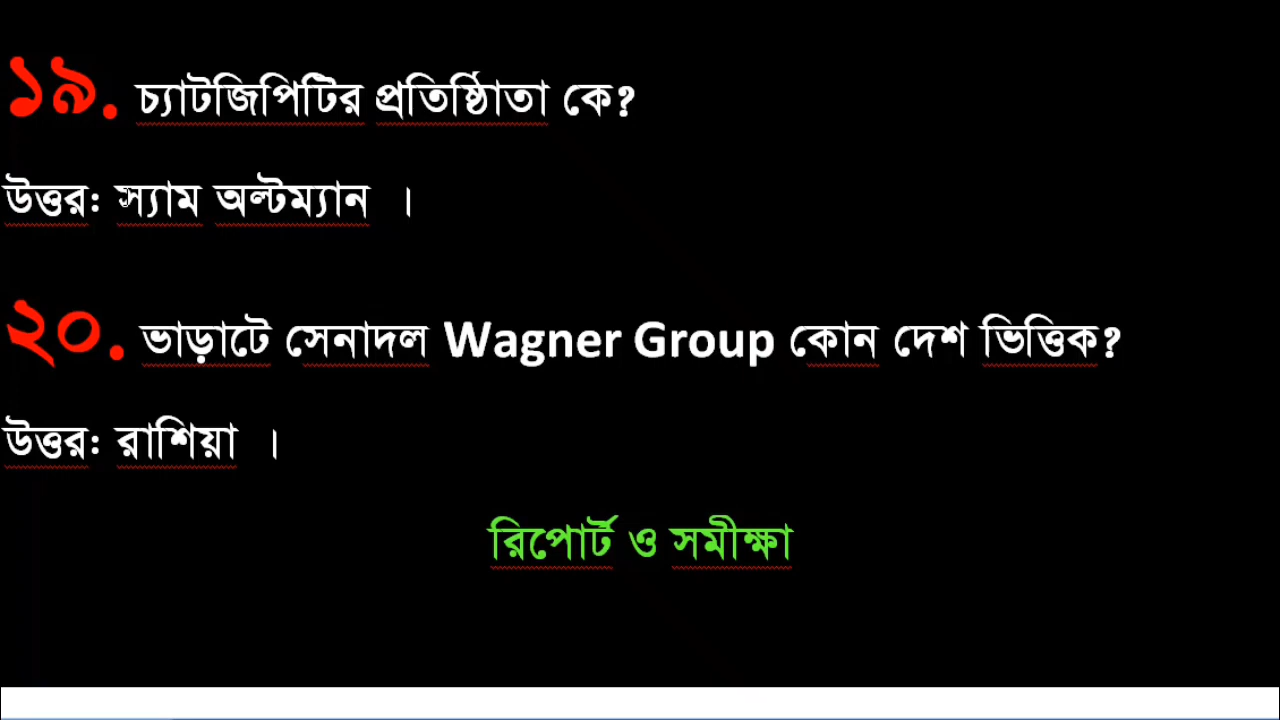 ১৯. চ্যাটজিপিটির প্রতিষ্ঠাতা কে?
উত্তর: স্যাম অল্টম্যান ।
২০. ভাড়াটে সেনাদল Wagner Group কোন দেশ ভিত্তিক?
উত্তর: রাশিয়া ।
রিপোর্ট ও সমীক্ষা